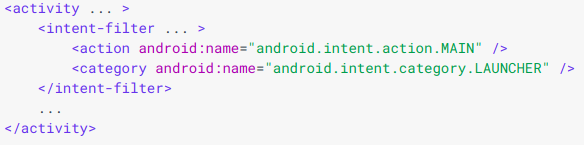 <activity ... >
    <intent-filter ... >
        <action android:name="android.intent.action.MAIN" />
        <category android:name="android.intent.category.LAUNCHER" />
    </intent-filter>
    ...
</activity>